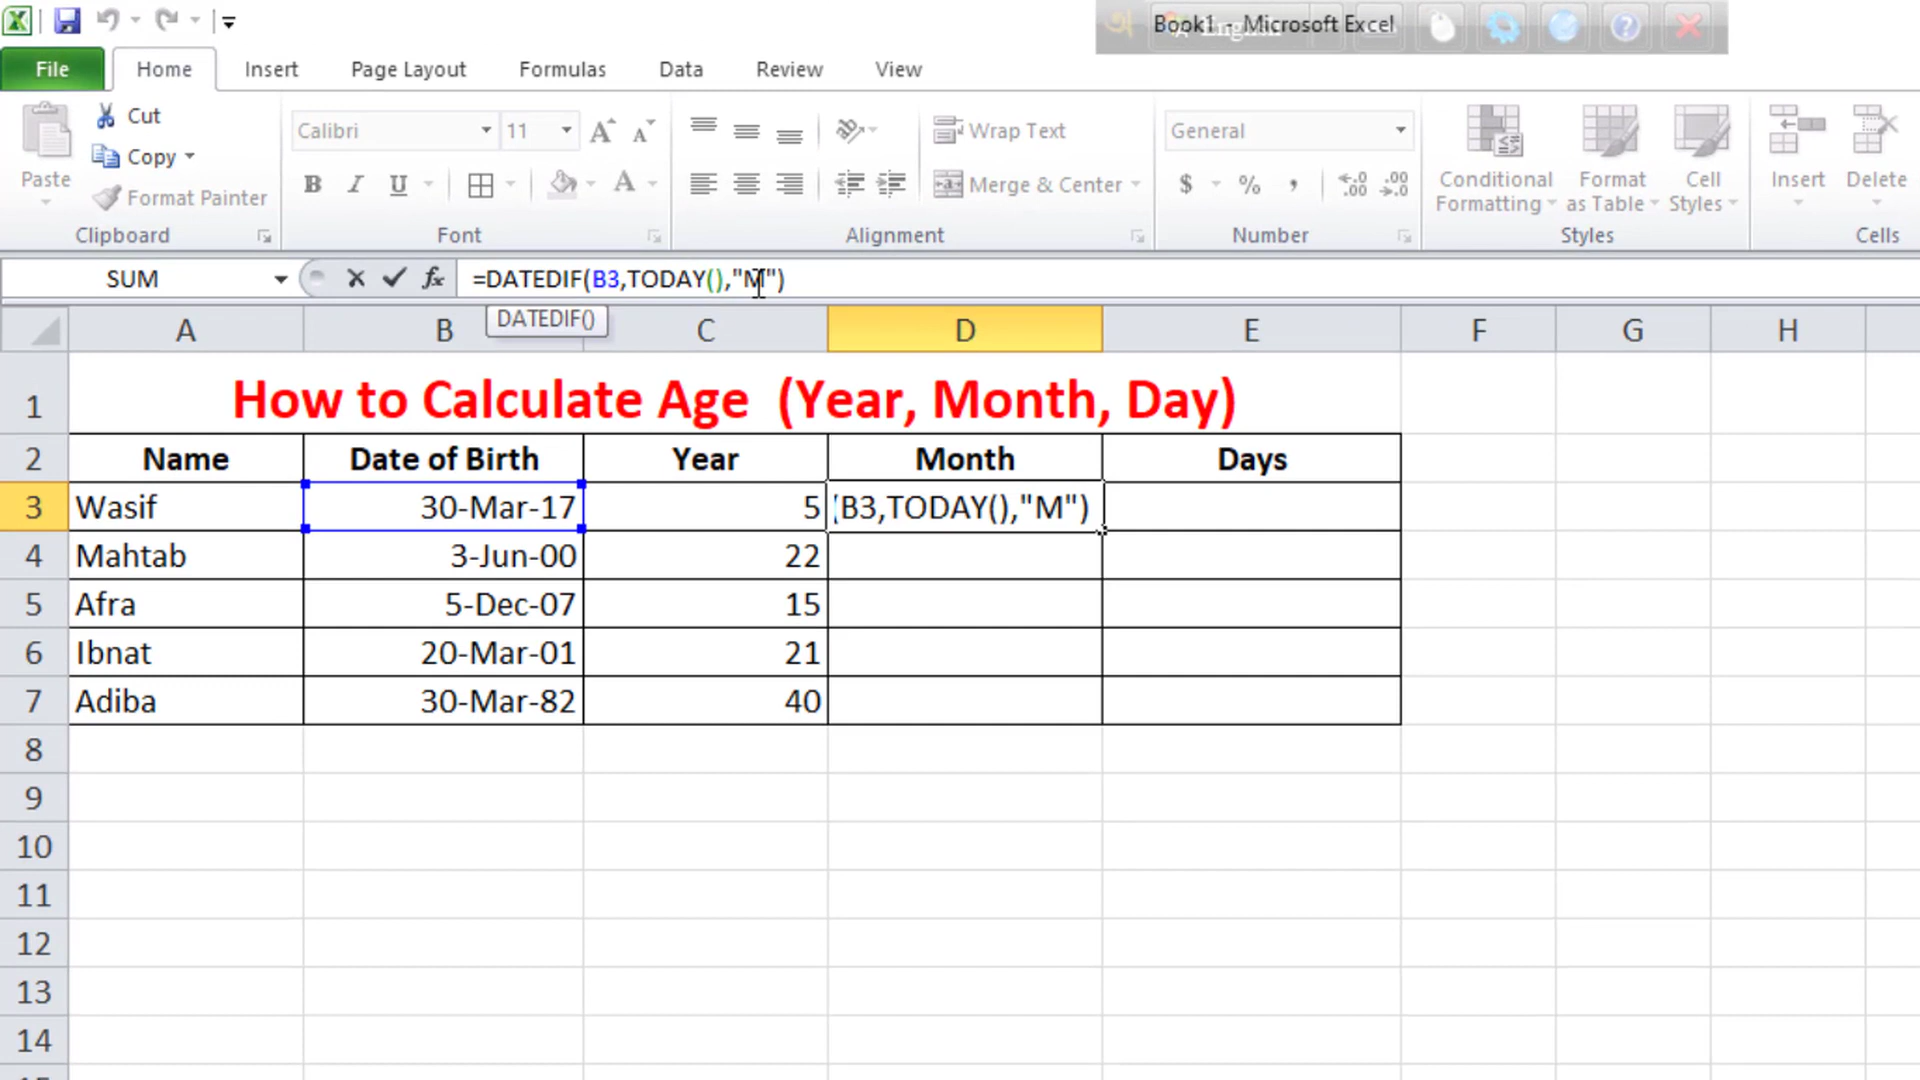 Book1 - Microsoft Excel
English
File Home Insert Page Layout Formulas Data Review View
Paste Cut Copy Format Painter Clipboard
Calibri 11 A A B I U A Font
Wrap Text Merge & Center Alignment
General $ % , .00 .0 Number
Conditional Formatting Format as Table Cell Styles Styles
Insert Delete Cells
SUM fx =DATEDIF(B3,TODAY(),"M")
DATEDIF()
A B C D E F G H
1 How to Calculate Age (Year, Month, Day)
2 Name Date of Birth Year Month Days
3 Wasif 30-Mar-17 5 (B3,TODAY(),"M")
4 Mahtab 3-Jun-00 22
5 Afra 5-Dec-07 15
6 Ibnat 20-Mar-01 21
7 Adiba 30-Mar-82 40
8
9
10
11
12
13
14